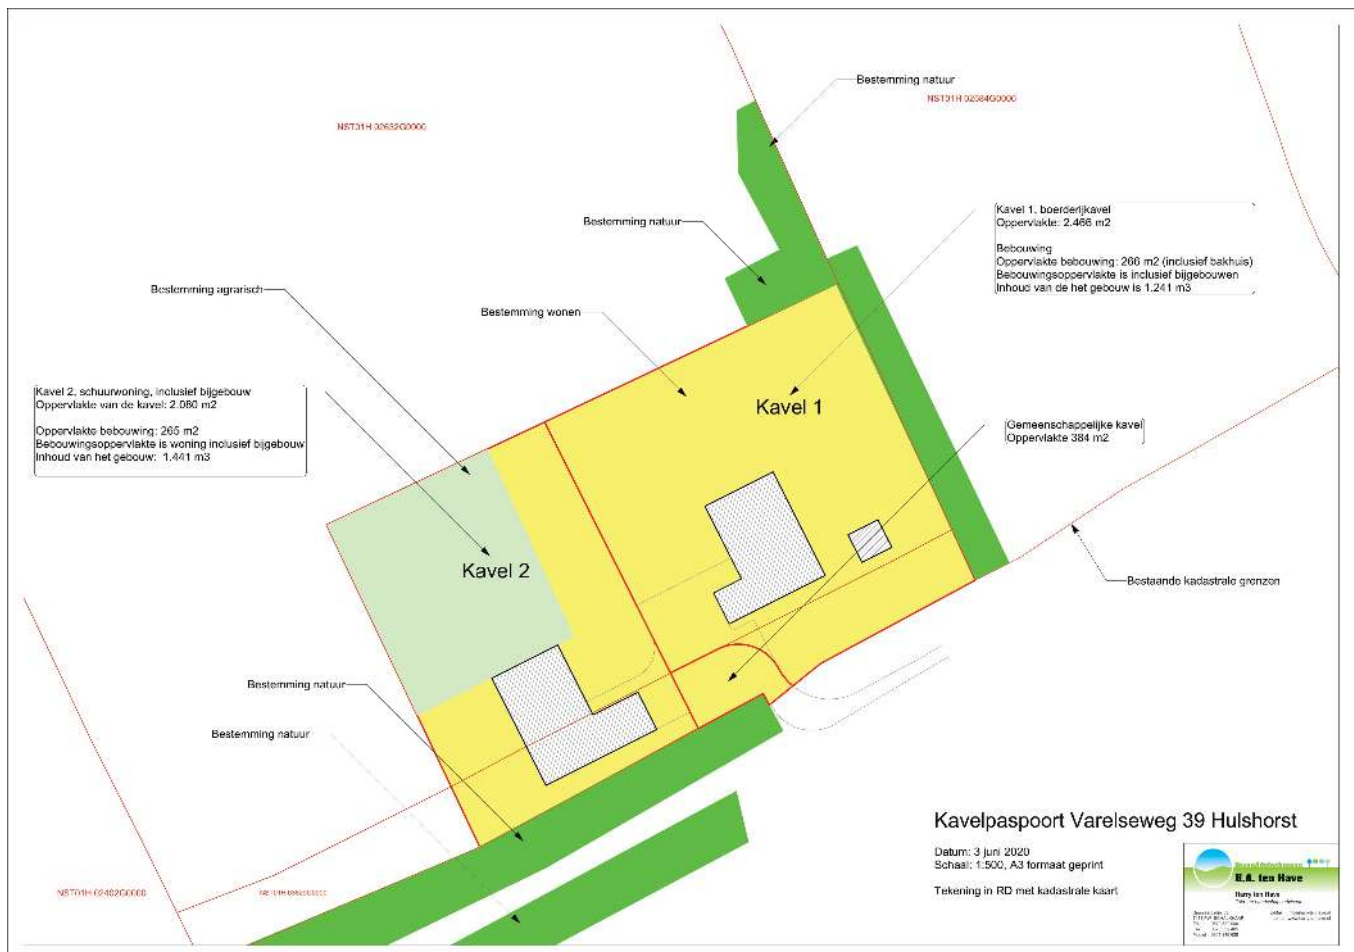 Bestemming natuur
NST01H 02632G0000
NST01H 02584G0000
Kavel 1, boerderijkavel
Oppervlakte: 2.466 m2
Bebouwing
Oppervlakte bebouwing: 266 m2 (inclusief bakhuis)
Bebouwingsoppervlakte is inclusief bijgebouwen
Inhoud van de het gebouw is 1.241 m3
Bestemming natuur
Bestemming agrarisch
Bestemming wonen
Kavel 2, schuurwoning, inclusief bijgebouw
Oppervlakte van de kavel: 2.080 m2
Oppervlakte bebouwing: 265 m2
Bebouwingsoppervlakte is woning inclusief bijgebouw
Inhoud van het gebouw: 1.441 m3
Kavel 1
Gemeenschappelijke kavel
Oppervlakte 384 m2
Kavel 2
Bestaande kadastrale grenzen
Bestemming natuur
Bestemming natuur
Kavelpaspoort Varelseweg 39 Hulshorst
Datum: 3 juni 2020
Schaal: 1:500, A3 formaat geprint
Tekening in RD met kadastrale kaart
NST01H 02402G0000
H.A. ten Have
Harry ten Have